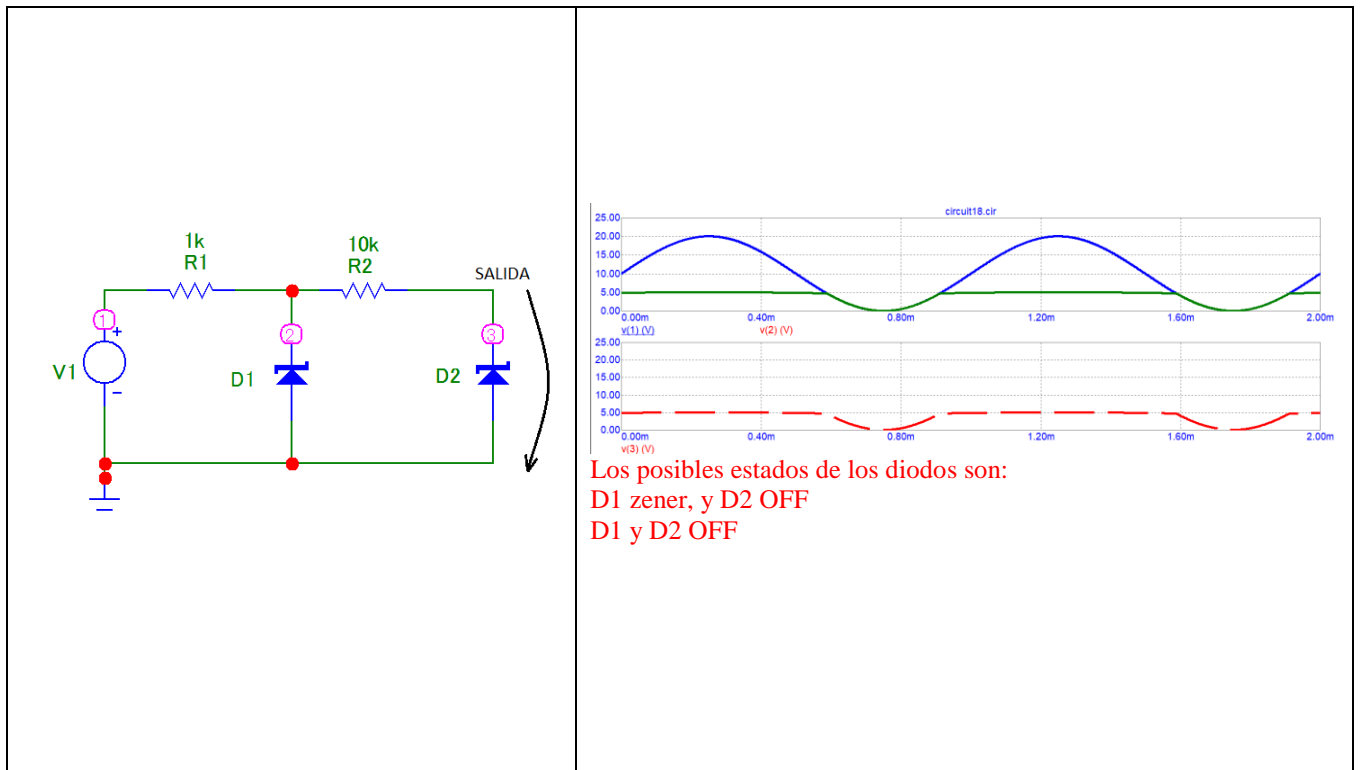 1k
R1
10k
R2
SALIDA
1
+
2
3
V1
-
D1
D2
circuit18.cir
25.00
20.00
15.00
10.00
5.00
0.00
0.00m 0.40m 0.80m 1.20m 1.60m 2.00m
v(1) (V) v(2) (V)
25.00
20.00
15.00
10.00
5.00
0.00
0.00m 0.40m 0.80m 1.20m 1.60m 2.00m
v(3) (V)
Los posibles estados de los diodos son:
D1 zener, y D2 OFF
D1 y D2 OFF